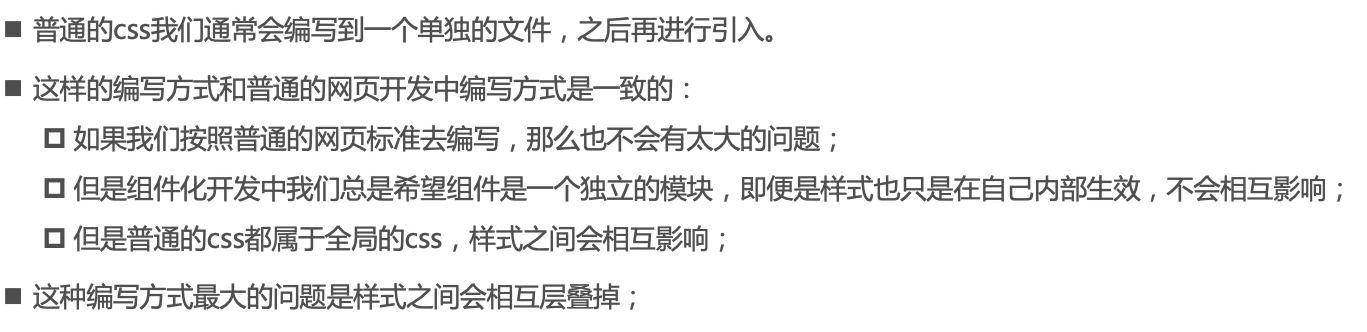 ■ 普通的css我们通常会编写到一个单独的文件，之后再进行引入。
■ 这样的编写方式和普通的网页开发中编写方式是一致的：
口 如果我们按照普通的网页标准去编写，那么也不会有太大的问题；
口 但是组件化开发中我们总是希望组件是一个独立的模块，即便是样式也只是在自己内部生效，不会相互影响；
口 但是普通的css都属于全局的css，样式之间会相互影响；
■ 这种编写方式最大的问题是样式之间会相互层叠掉；